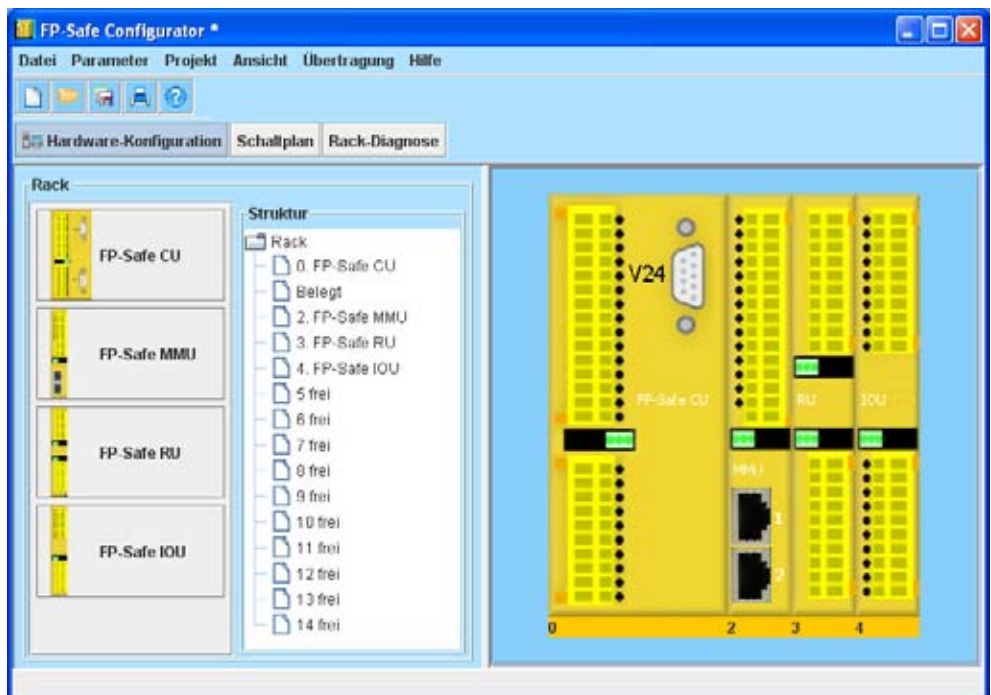 FP-Safe Configurator *
Datei Parameter Projekt Ansicht Übertragung Hilfe
Hardware-Konfiguration Schaltplan Rack-Diagnose
Rack
FP-Safe CU
FP-Safe MMU
FP-Safe RU
FP-Safe IOU
Struktur
Rack
0. FP-Safe CU
Belegt
2. FP-Safe MMU
3. FP-Safe RU
4. FP-Safe IOU
5 frei
6 frei
7 frei
8 frei
9 frei
10 frei
11 frei
12 frei
13 frei
14 frei
V24
FP-Safe CU
RU
IOU
MMU
1
2
0 2 3 4